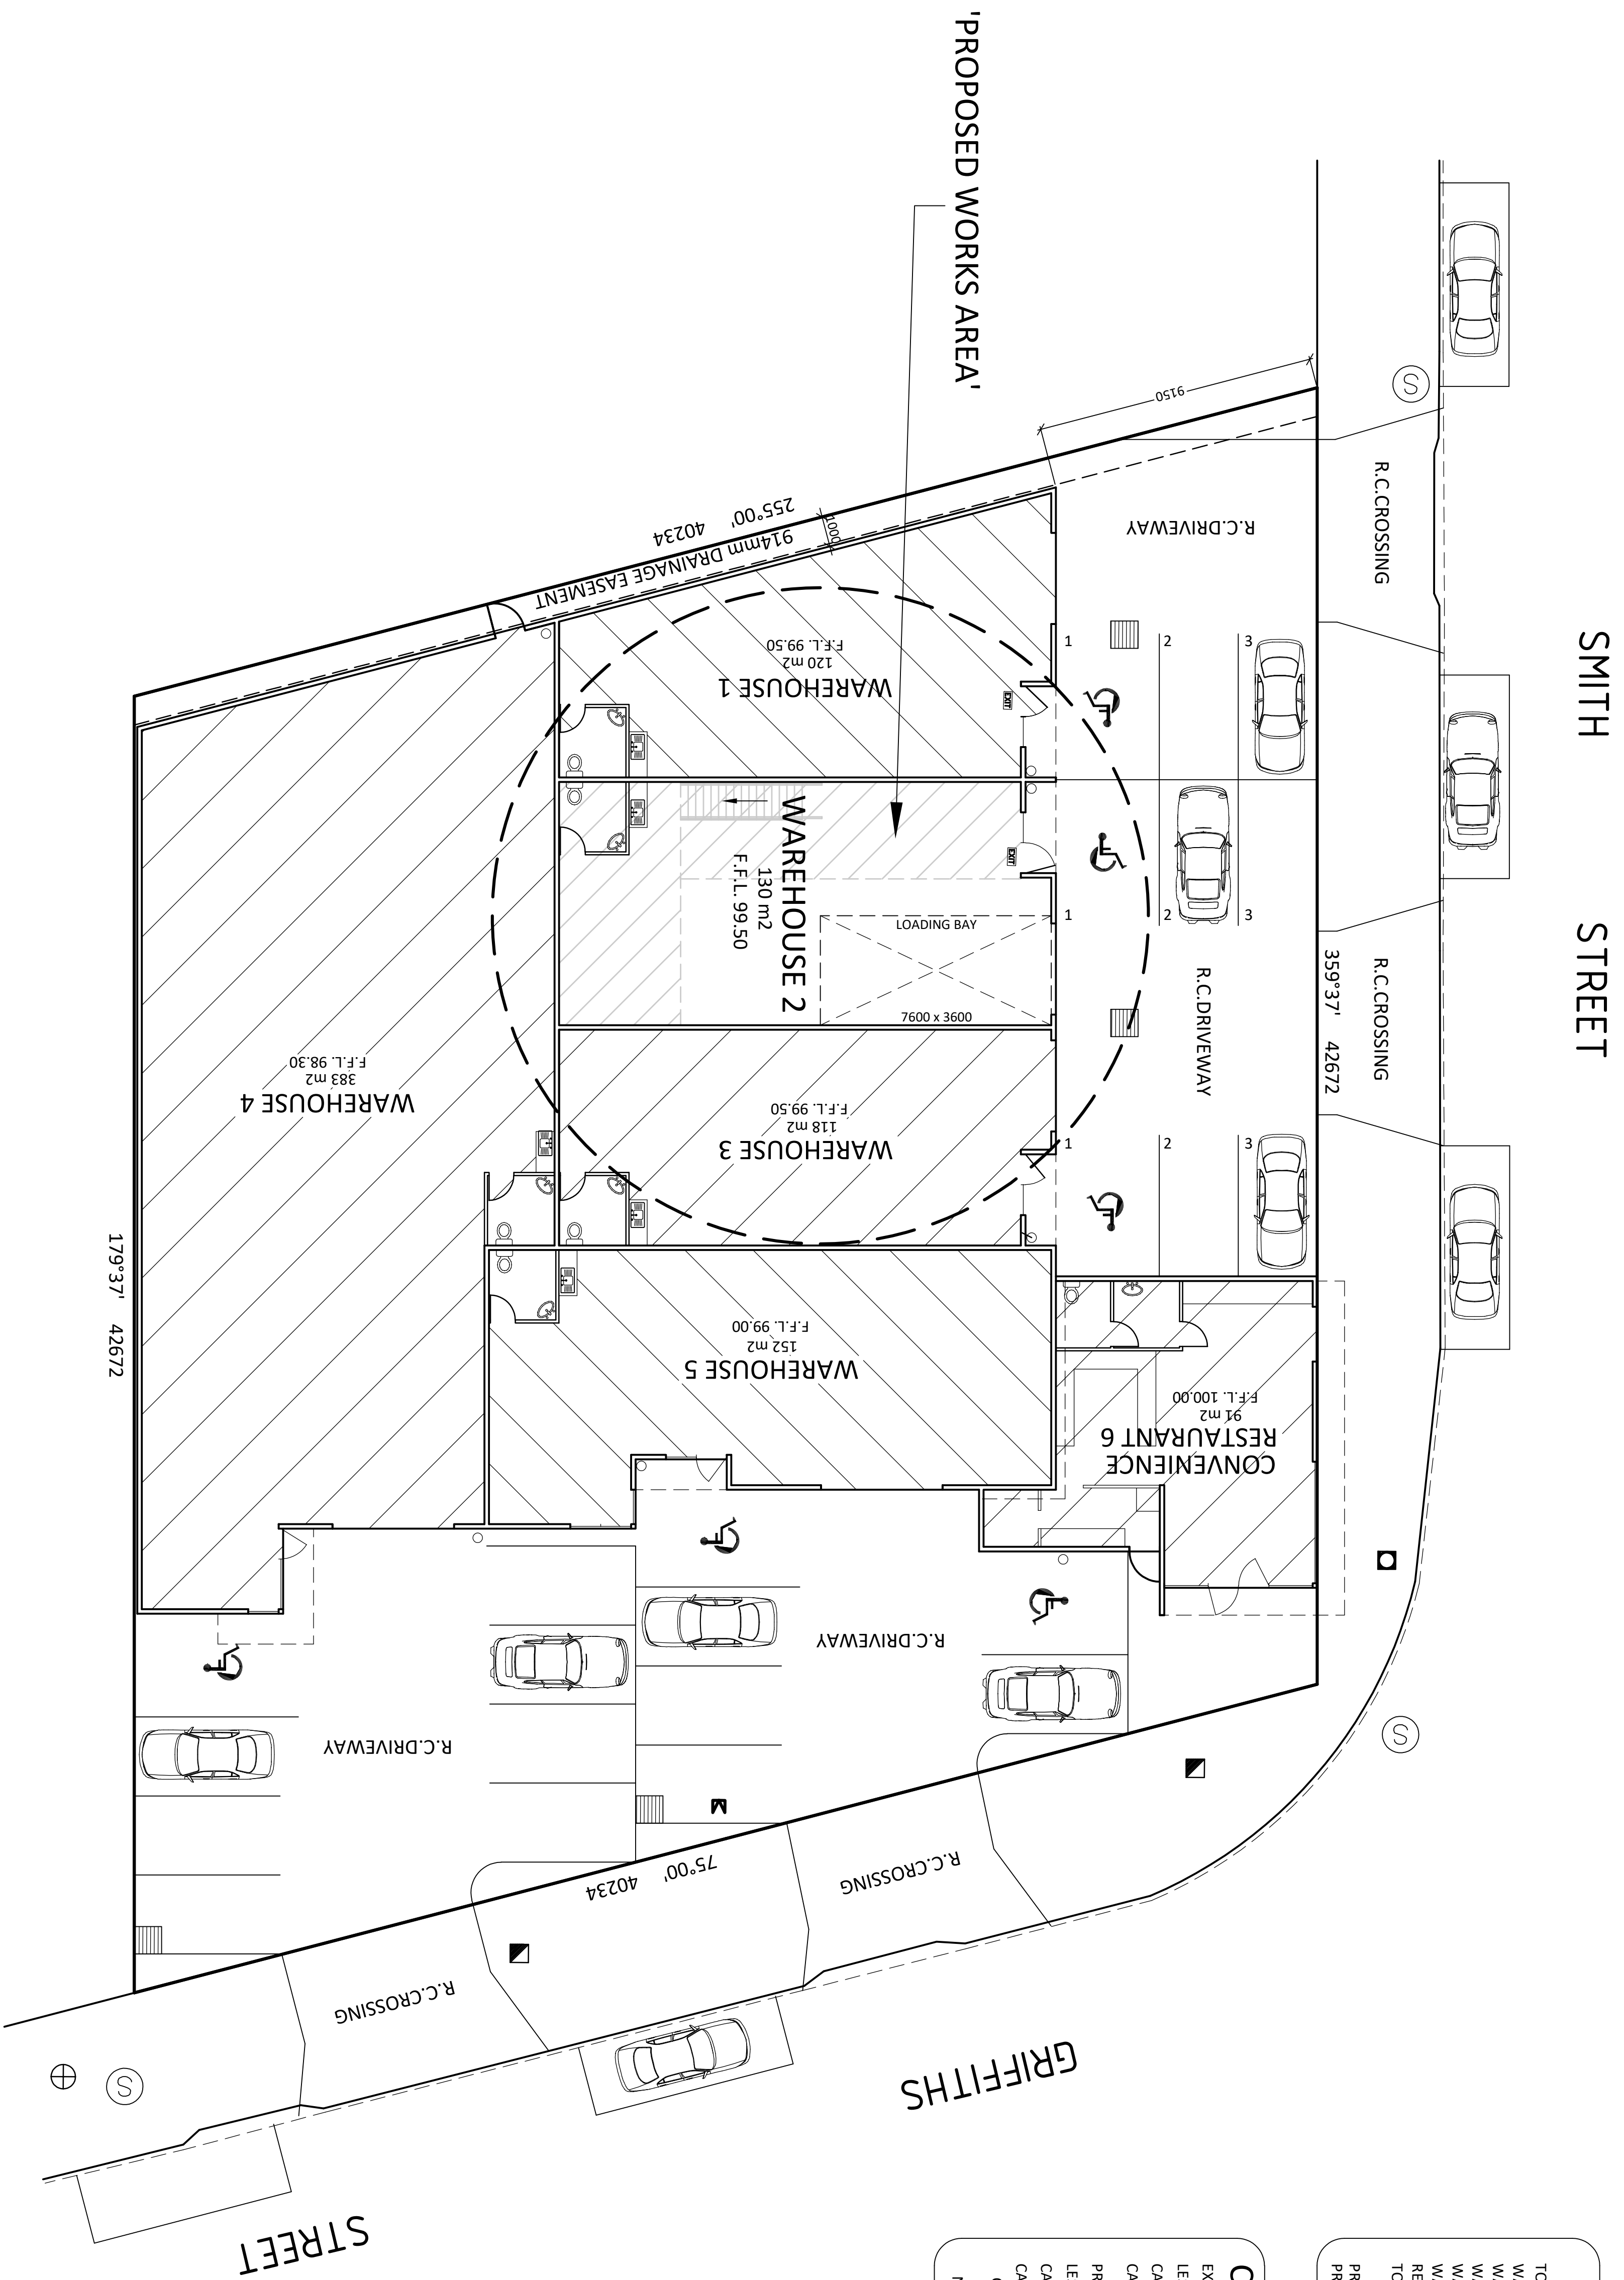 'PROPOSED WORKS AREA'
SMITH STREET
R.C.CROSSING
R.C.CROSSING
359°37' 42672
9150
R.C.DRIVEWAY
R.C.DRIVEWAY
255°00' 40234
914mm DRAINAGE EASEMENT
1000
WAREHOUSE 1
120 m2
F.F.L. 99.50
EXIT
1
2
3
WAREHOUSE 2
130 m2
F.F.L. 99.50
EXIT
LOADING BAY
7600 x 3600
1
2
3
WAREHOUSE 3
118 m2
F.F.L. 99.50
1
2
3
WAREHOUSE 4
383 m2
F.F.L. 98.30
179°37' 42672
WAREHOUSE 5
152 m2
F.F.L. 99.00
CONVENIENCE
RESTAURANT 6
91 m2
F.F.L. 100.00
R.C.DRIVEWAY
R.C.DRIVEWAY
75°00' 40234
R.C.CROSSING
R.C.CROSSING
GRIFFITHS STREET
S
S
S